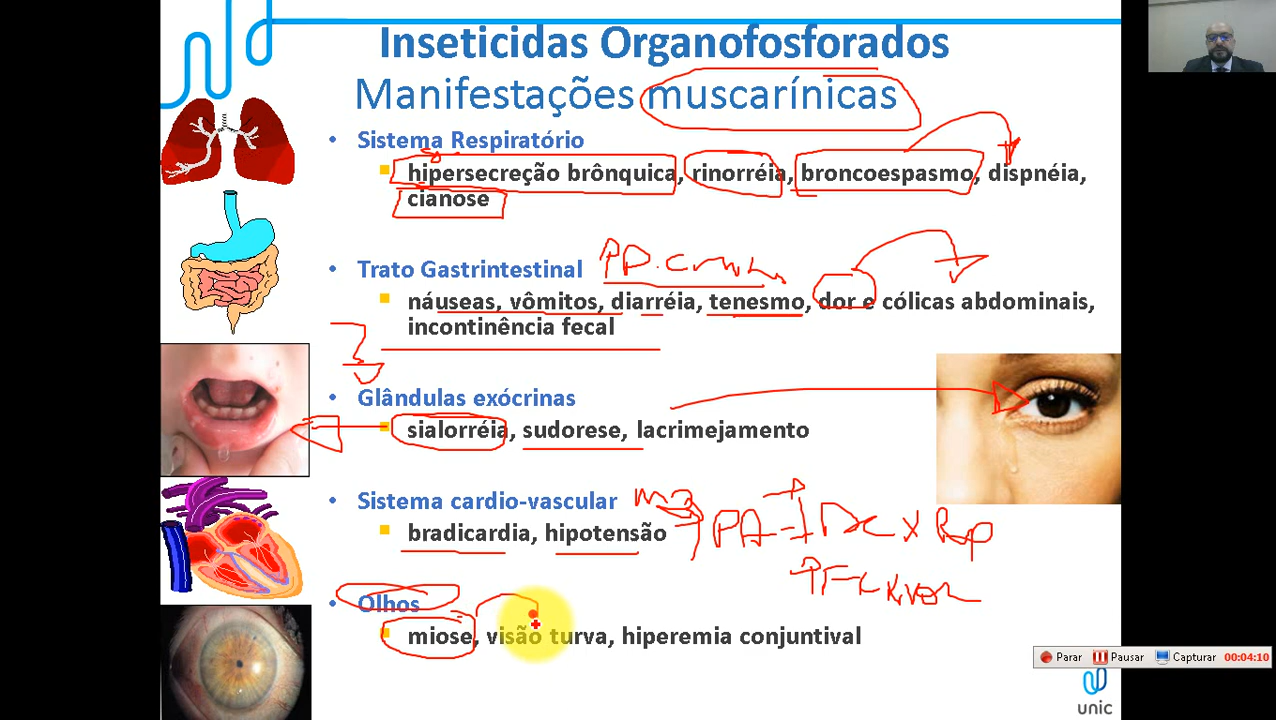 Inseticidas Organofosforados
Manifestações muscarínicas
• Sistema Respiratório
hipersecreção brônquica, rinorréia, broncoespasmo, dispnéia,
cianose
• Trato Gastrintestinal
náuseas, vômitos, diarréia, tenesmo, dor e cólicas abdominais,
incontinência fecal
• Glândulas exócrinas
sialorréia, sudorese, lacrimejamento
• Sistema cardio-vascular
bradicardia, hipotensão
PA = ↓ DC x Rvp
• Olhos
miose, visão turva, hiperemia conjuntival
Parar Pausar Capturar 00:04:10
unic